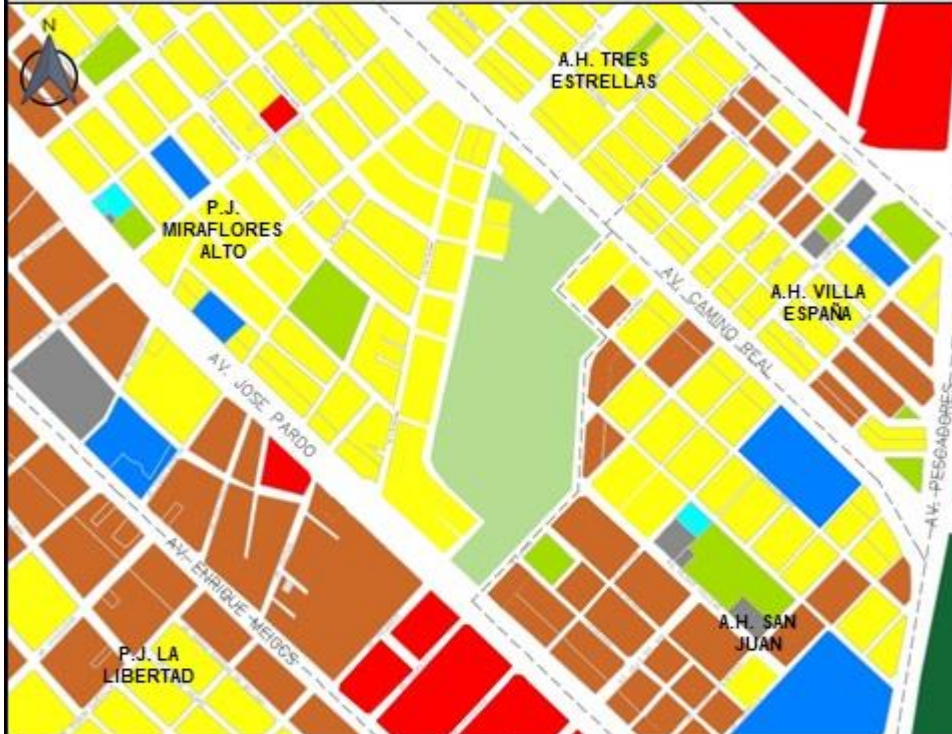 N
A.H. TRES
ESTRELLAS
P.J.
MIRAFLORES
ALTO
AV. CAMINO REAL
A.H. VILLA
ESPAÑA
AV. JOSE PARDO
AV. PESCADORES
AV. ENRIQUE MEIGGS
A.H. SAN
JUAN
P.J. LA
LIBERTAD